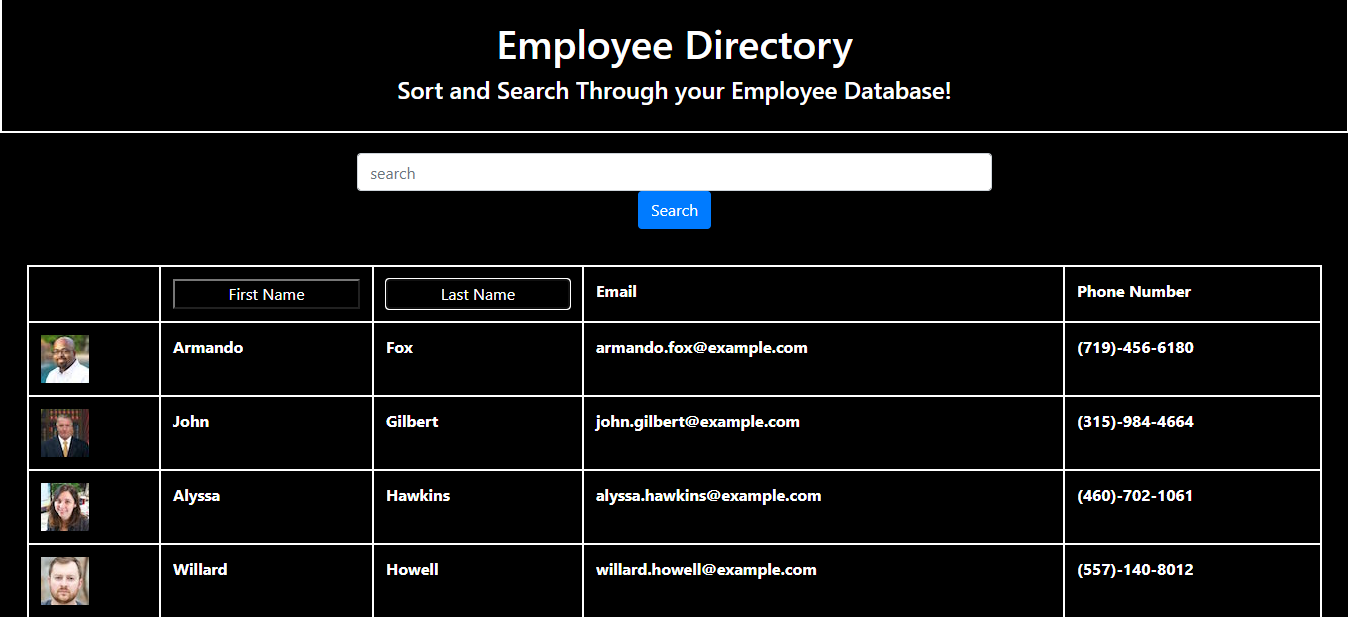 Employee Directory
Sort and Search Through your Employee Database!
search
Search
First Name Last Name Email Phone Number
Armando Fox armando.fox@example.com (719)-456-6180
John Gilbert john.gilbert@example.com (315)-984-4664
Alyssa Hawkins alyssa.hawkins@example.com (460)-702-1061
Willard Howell willard.howell@example.com (557)-140-8012